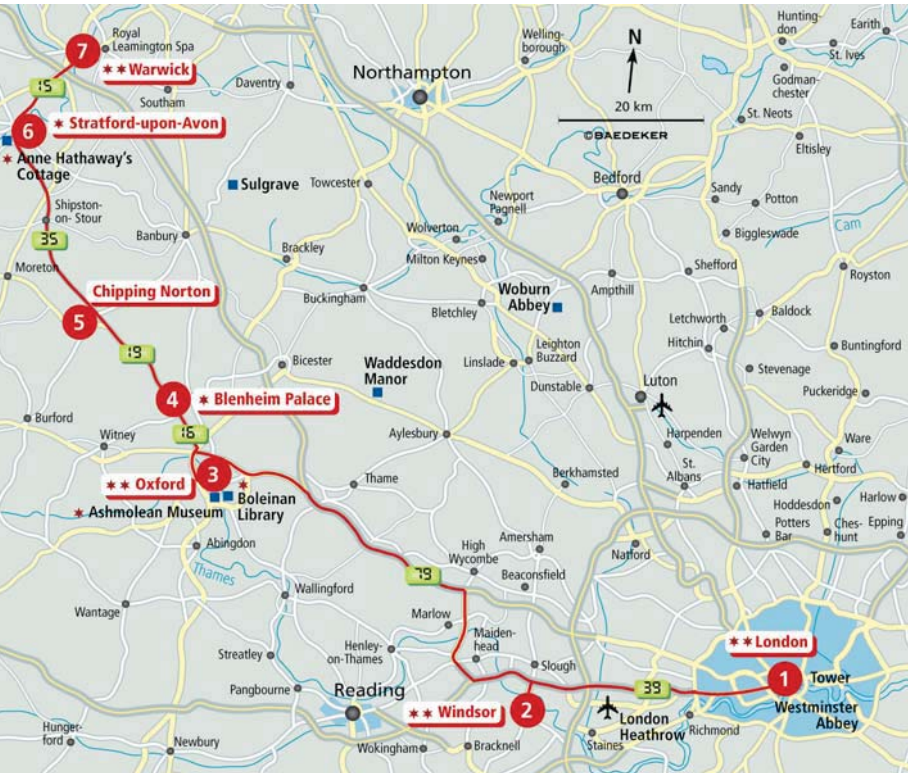 Royal
Leamington Spa
7
★★Warwick
15
Southam
Daventry
Northampton
Welling-
borough
N
20 km
©BAEDEKER
Hunting-
don
Earith
St. Ives
Godman-
chester
St. Neots
Eltisley
6
★ Stratford-upon-Avon
★ Anne Hathaway's
Cottage
Shipston-
on- Stour
35
Moreton
Banbury
Sulgrave
Towcester
Brackley
Buckingham
Wolverton
Milton Keynes
Newport
Pagnell
Bletchley
Woburn
Abbey
Bedford
Ampthill
Sandy
Potton
Biggleswade
Cam
Shefford
Royston
Chipping Norton
5
19
Letchworth
Hitchin
Baldock
Buntingford
Bicester
Waddesdon
Manor
Linslade
Leighton
Buzzard
Dunstable
Luton
Stevenage
Puckeridge
4
★ Blenheim Palace
16
Burford
Witney
Aylesbury
Harpenden
Welwyn
Garden
City
Ware
Hertford
3
★★ Oxford
★
★ Ashmolean Museum
Boleinan
Library
Thame
Berkhamsted
St.
Albans
Hatfield
Hoddesdon
Harlow
Potters
Bar
Ches-
hunt
Epping
Abingdon
Thames
79
High
Wycombe
Amersham
Beaconsfield
Natford
Wantage
Wallingford
Marlow
Maiden-
head
Henley-
on-Thames
Streatley
Slough
39
★★London
1
Tower
Westminster
Abbey
Pangbourne
Reading
★★ Windsor
2
London
Heathrow
Richmond
Staines
Hunger-
ford
Newbury
Wokingham
Bracknell